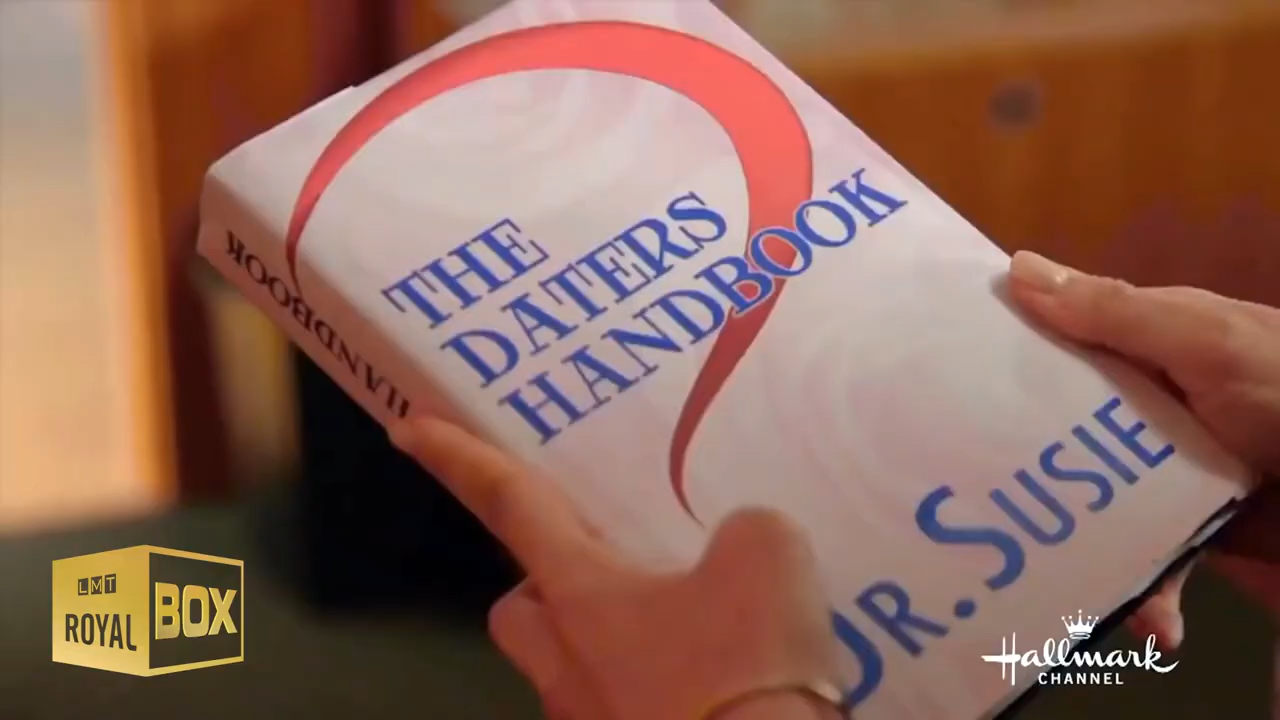 THE
DATERS
HANDBOOK
HANDBOOK
DR. SUSIE
LMT
ROYAL
BOX
Hallmark
CHANNEL